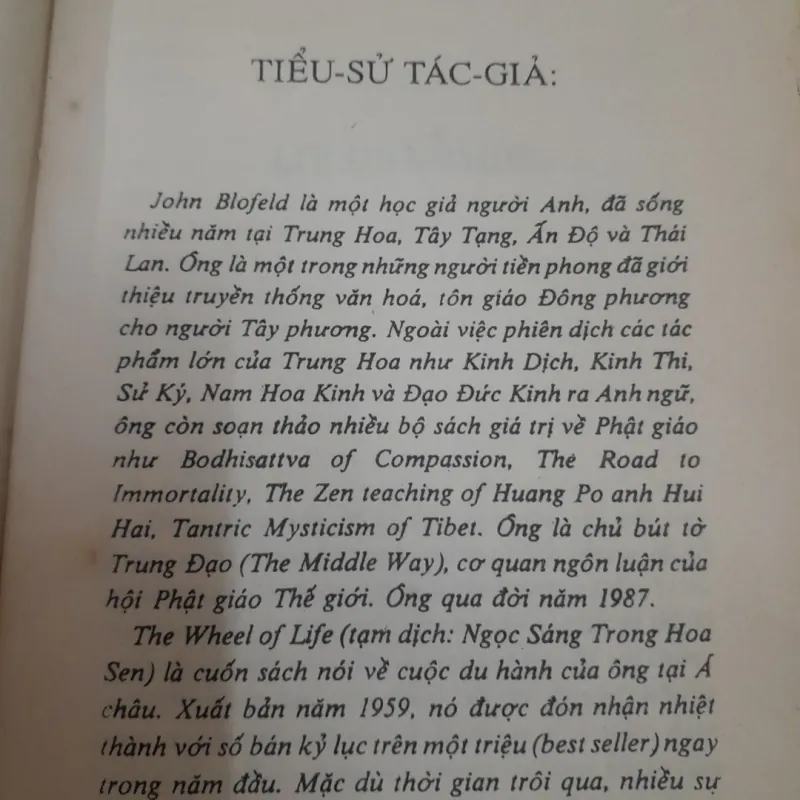 TIỂU-SỬ TÁC-GIẢ:
John Blofeld là một học giả người Anh, đã sống
nhiều năm tại Trung Hoa, Tây Tạng, Ấn Độ và Thái
Lan. Ông là một trong những người tiền phong đã giới
thiệu truyền thống văn hoá, tôn giáo Đông phương
cho người Tây phương. Ngoài việc phiên dịch các tác
phẩm lớn của Trung Hoa như Kinh Dịch, Kinh Thi,
Sử Ký, Nam Hoa Kinh và Đạo Đức Kinh ra Anh ngữ,
ông còn soạn thảo nhiều bộ sách giá trị về Phật giáo
như Bodhisattva of Compassion, The Road to
Immortality, The Zen teaching of Huang Po anh Hui
Hai, Tantric Mysticism of Tibet. Ông là chủ bút tờ
Trung Đạo (The Middle Way), cơ quan ngôn luận của
hội Phật giáo Thế giới. Ông qua đời năm 1987.
The Wheel of Life (tạm dịch: Ngọc Sáng Trong Hoa
Sen) là cuốn sách nói về cuộc du hành của ông tại Á
châu. Xuất bản năm 1959, nó được đón nhận nhiệt
thành với số bán kỷ lục trên một triệu (best seller) ngay
trong năm đầu. Mặc dù thời gian trôi qua, nhiều sự